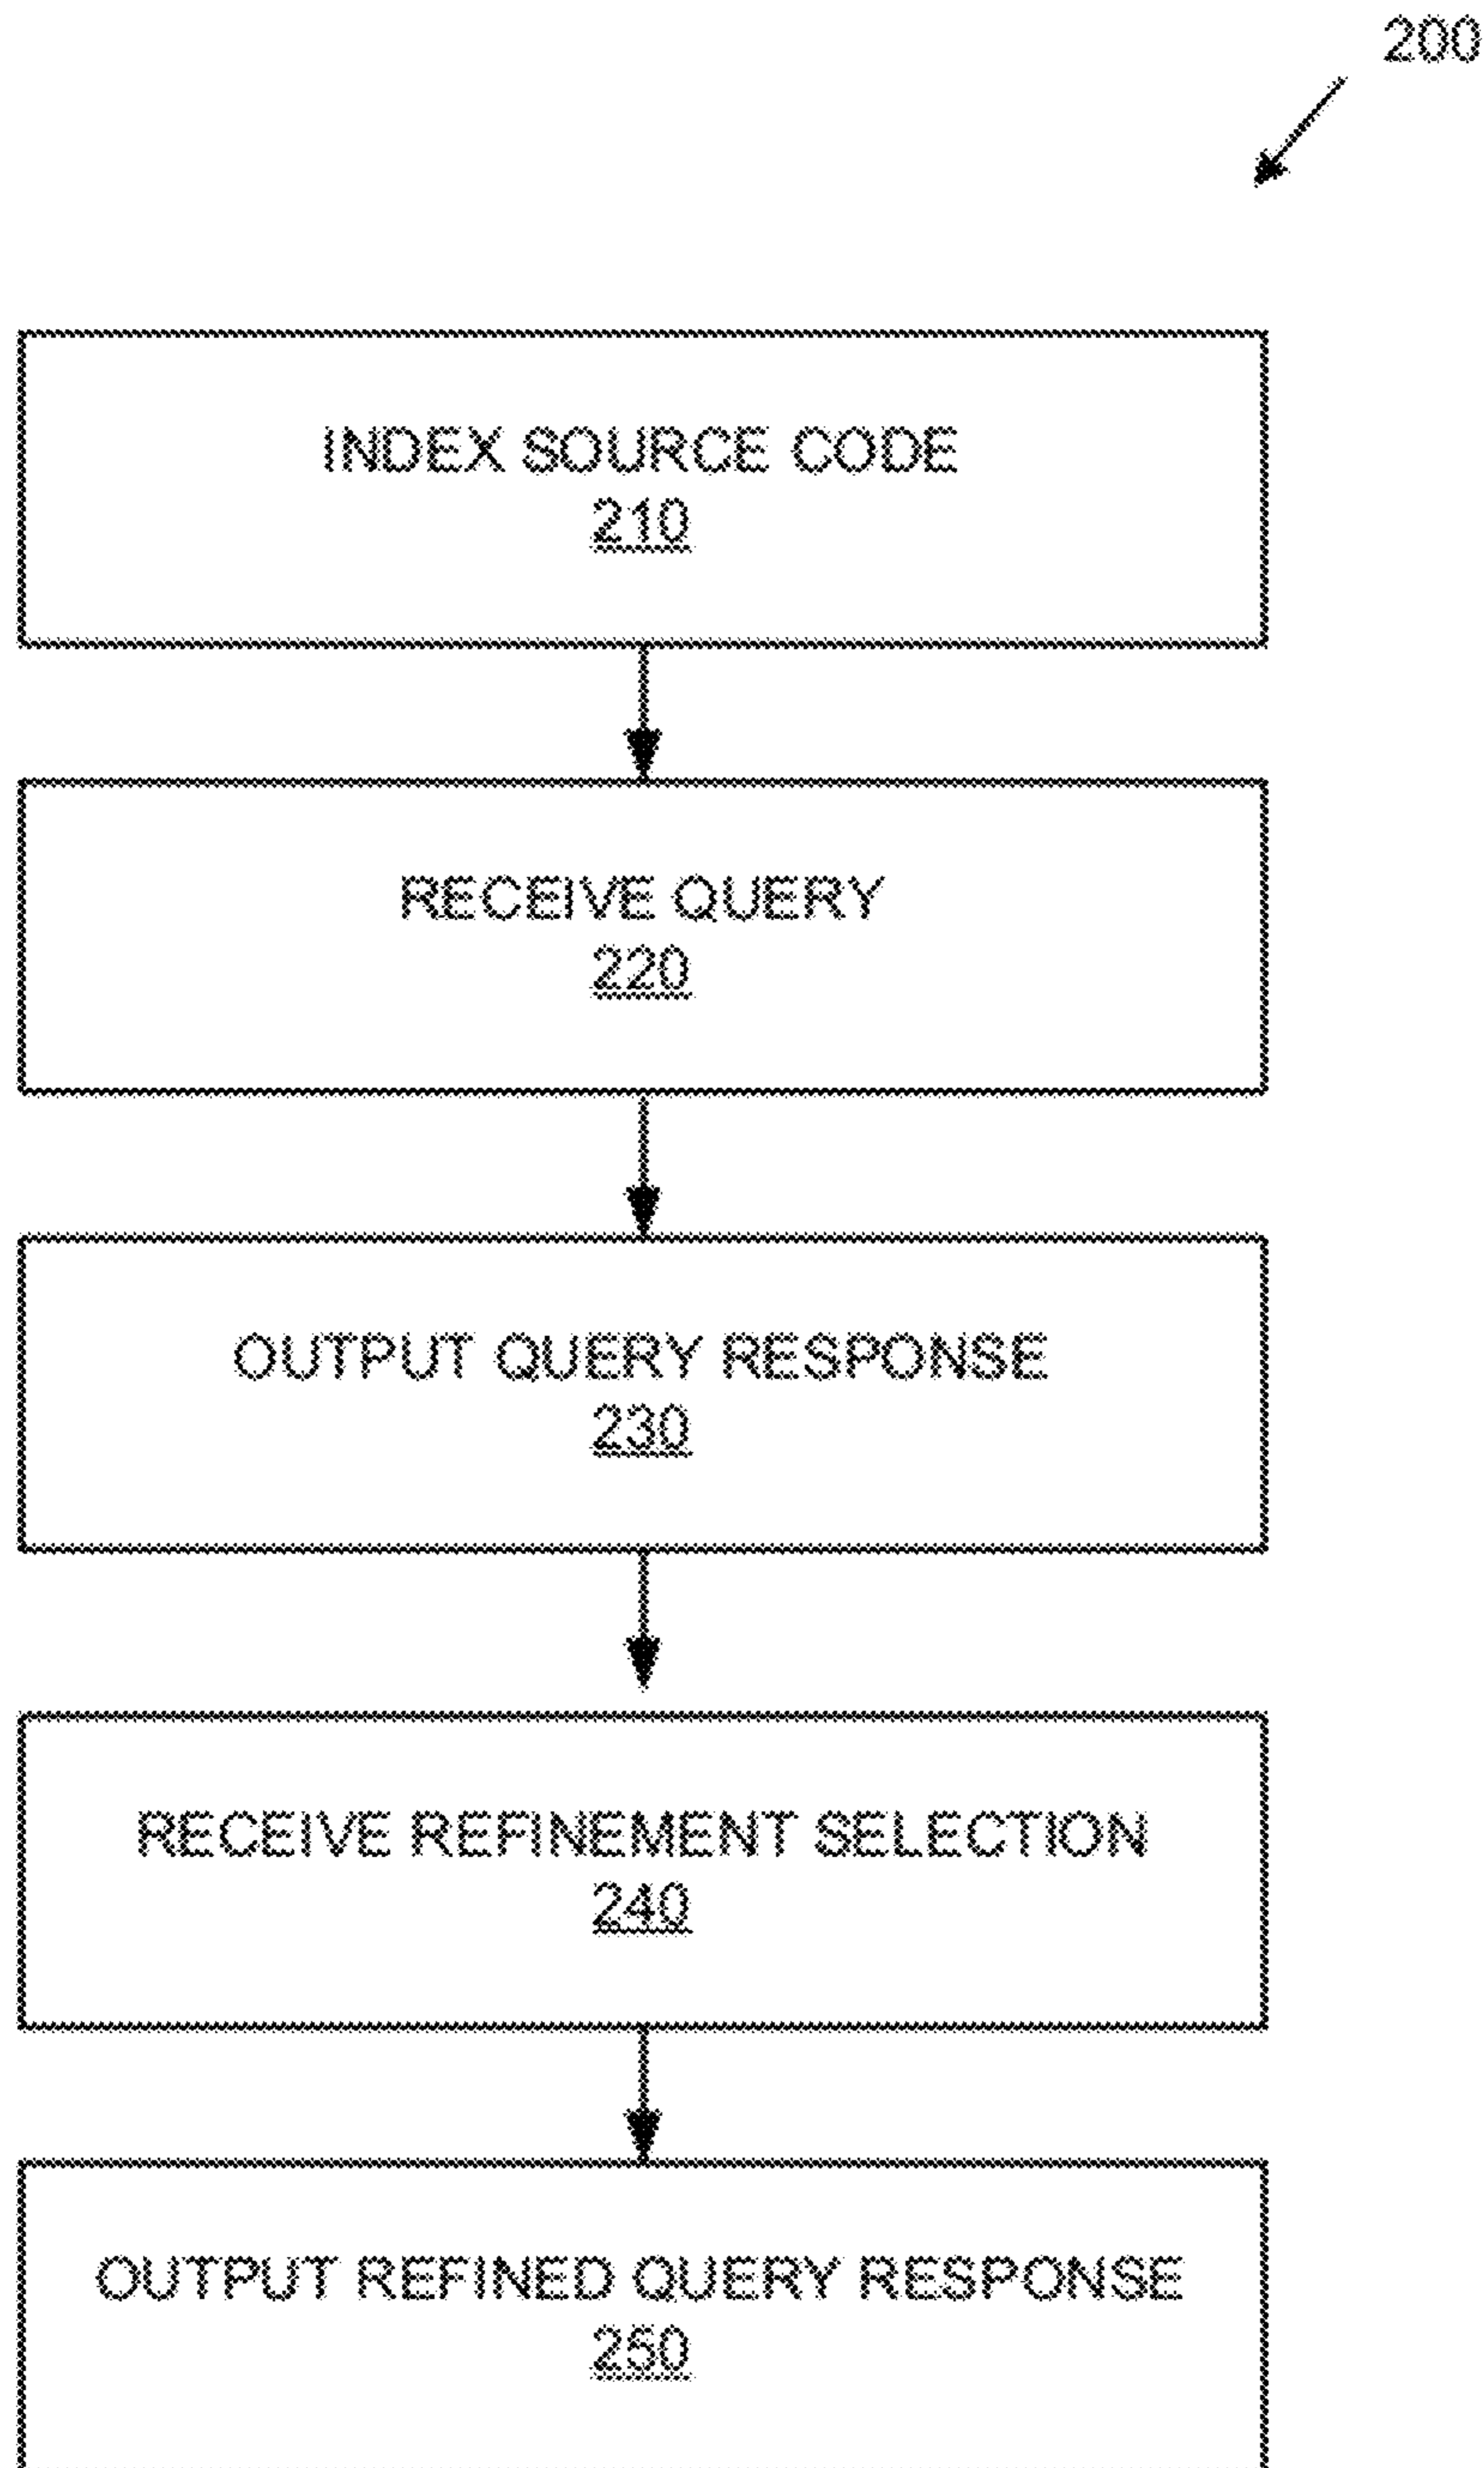 200
INDEX SOURCE CODE
210
RECEIVE QUERY
220
OUTPUT QUERY RESPONSE
230
RECEIVE REFINEMENT SELECTION
240
OUTPUT REFINED QUERY RESPONSE
250